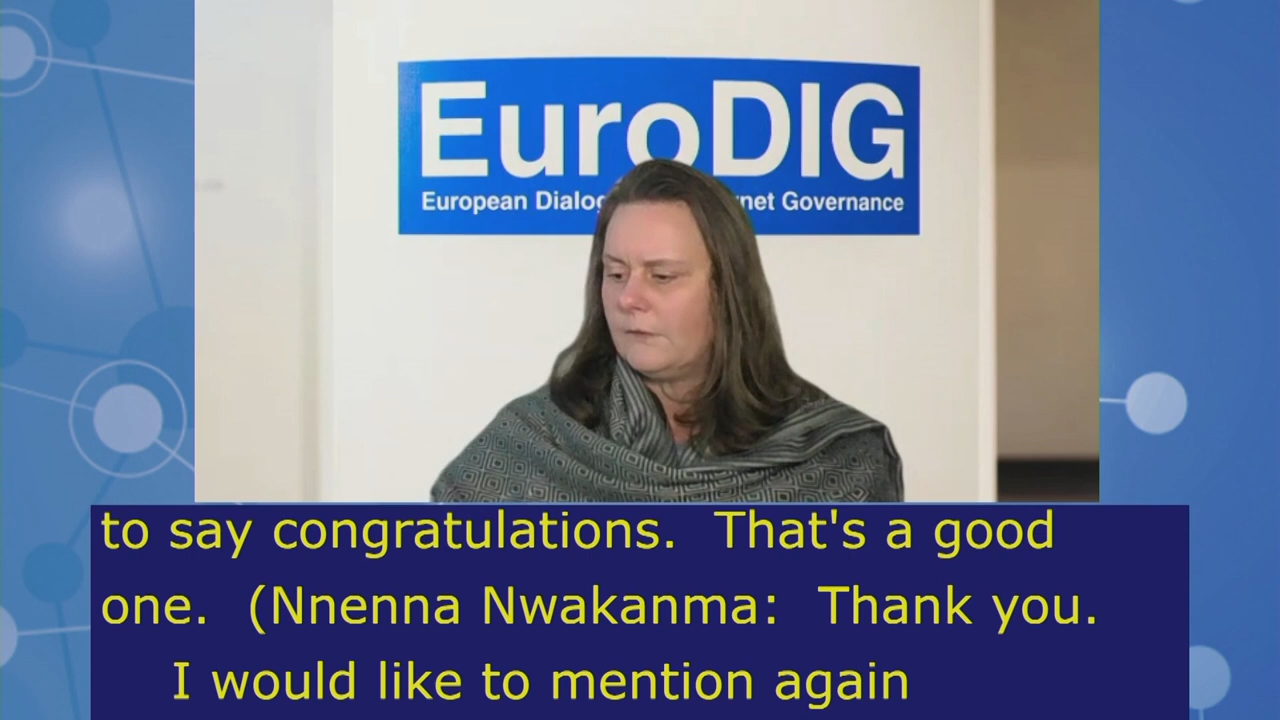 EuroDIG
European Dialog net Governance
to say congratulations. That's a good
one. (Nnenna Nwakanma: Thank you.
I would like to mention again